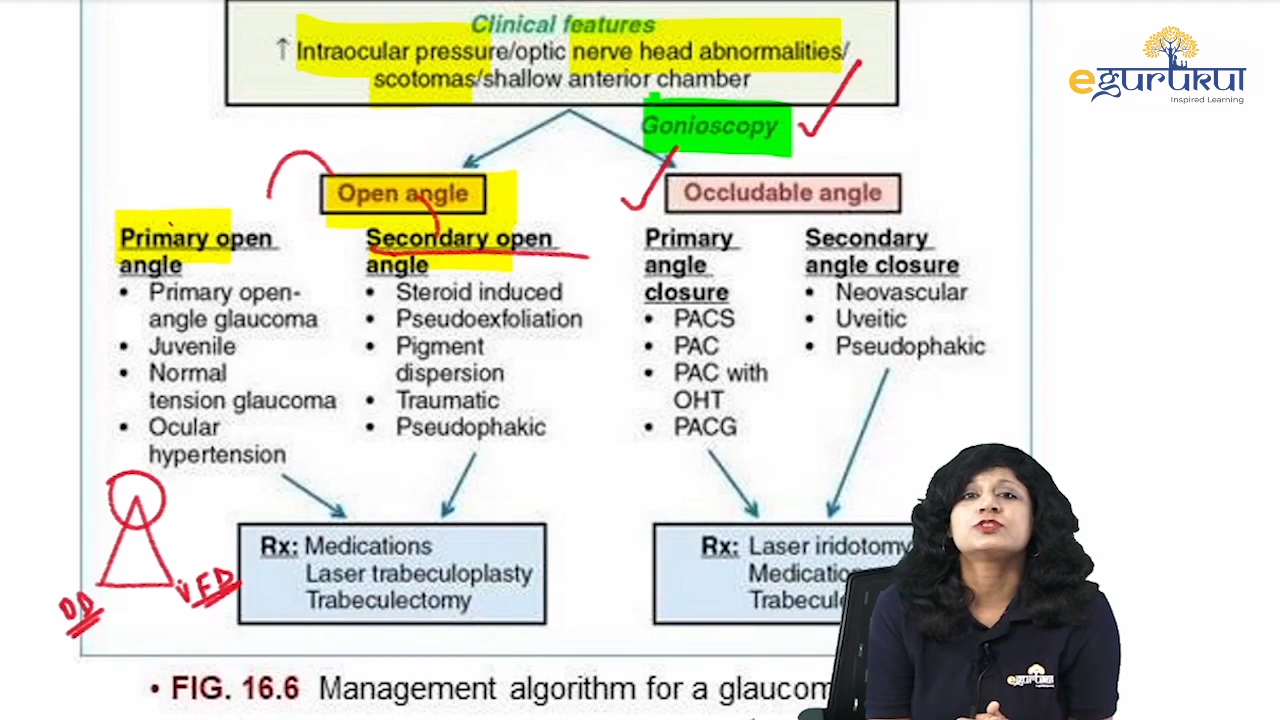 Clinical features
↑ Intraocular pressure/optic nerve head abnormalities/
scotomas/shallow anterior chamber
Gonioscopy
Open angle
Occludable angle
Primary open
angle
• Primary open-
angle glaucoma
• Juvenile
• Normal
tension glaucoma
• Ocular
hypertension
Secondary open
angle
• Steroid induced
• Pseudoexfoliation
• Pigment
dispersion
• Traumatic
• Pseudophakic
Primary
angle
closure
• PACS
• PAC
• PAC with
OHT
• PACG
Secondary
angle closure
• Neovascular
• Uveitic
• Pseudophakic
Rx: Medications
Laser trabeculoplasty
Trabeculectomy
Rx: Laser iridotomy
• FIG. 16.6 Management algorithm for a
egurukul
Inspired Learning
egurukul